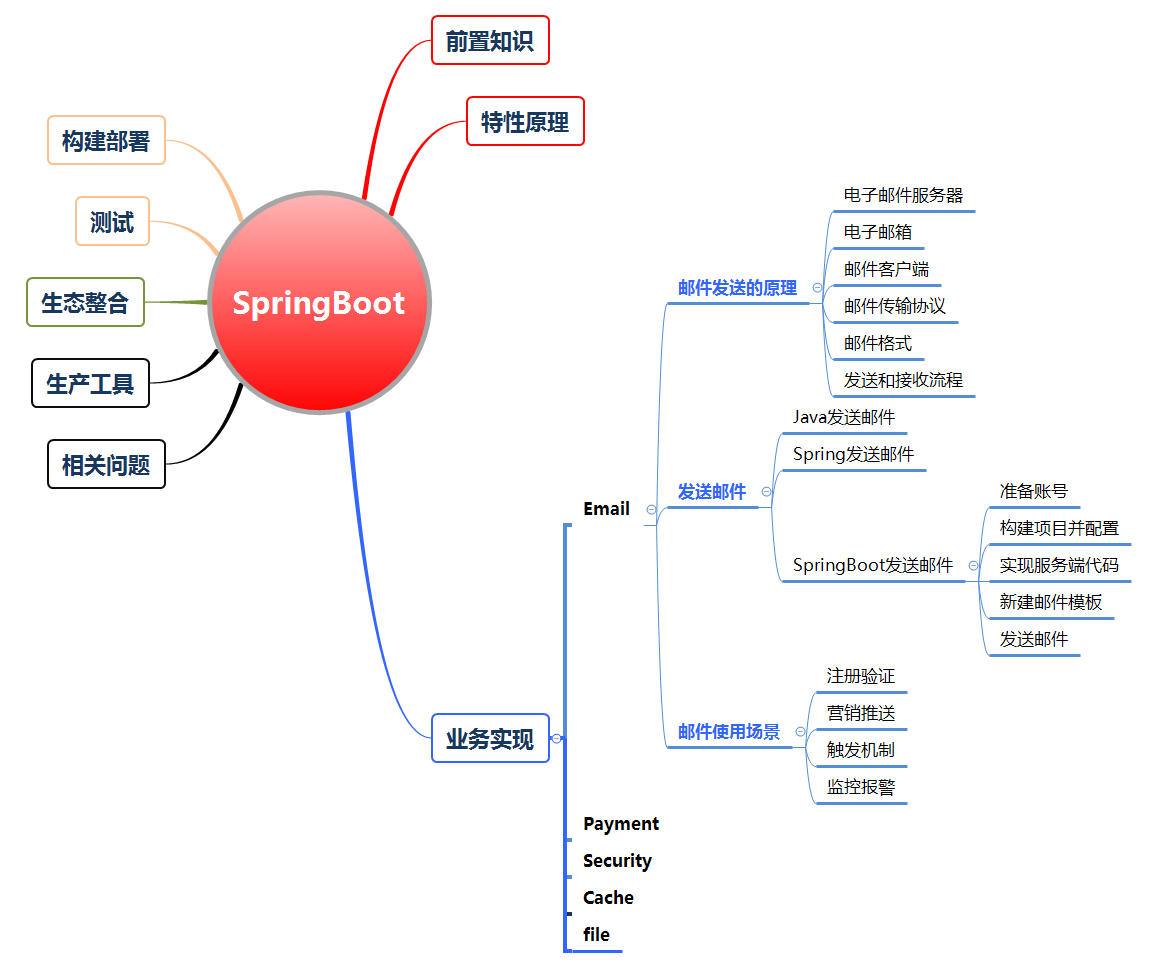 SpringBoot
前置知识
特性原理
构建部署
测试
生态整合
生产工具
相关问题
业务实现
Email
邮件发送的原理
电子邮件服务器
电子邮箱
邮件客户端
邮件传输协议
邮件格式
发送和接收流程
发送邮件
Java发送邮件
Spring发送邮件
SpringBoot发送邮件
准备账号
构建项目并配置
实现服务端代码
新建邮件模板
发送邮件
邮件使用场景
注册验证
营销推送
触发机制
监控报警
Payment
Security
Cache
file